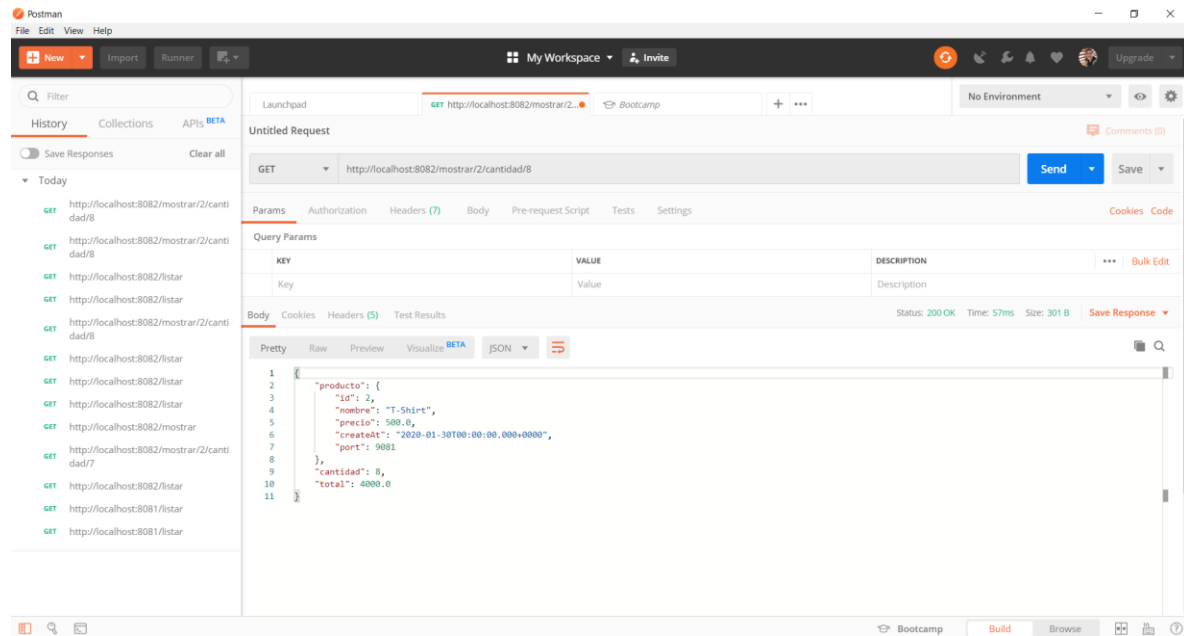 Postman
File Edit View Help
New Import Runner My Workspace Invite Upgrade
Filter
History Collections APIs BETA
Save Responses Clear all
Today
GET http://localhost:8082/mostrar/2/canti
dad/8
GET http://localhost:8082/mostrar/2/canti
dad/8
GET http://localhost:8082/listar
GET http://localhost:8082/listar
GET http://localhost:8082/mostrar/2/canti
dad/8
GET http://localhost:8082/listar
GET http://localhost:8082/listar
GET http://localhost:8082/listar
GET http://localhost:8082/mostrar
GET http://localhost:8082/mostrar/2/canti
dad/7
GET http://localhost:8082/listar
GET http://localhost:8081/listar
GET http://localhost:8081/listar
Launchpad GET http://localhost:8082/mostrar/2... Bootcamp + ••• No Environment
Untitled Request Comments (0)
GET http://localhost:8082/mostrar/2/cantidad/8 Send Save
Params Authorization Headers (7) Body Pre-request Script Tests Settings Cookies Code
Query Params
KEY VALUE DESCRIPTION ••• Bulk Edit
Key Value Description
Body Cookies Headers (5) Test Results Status: 200 OK Time: 57ms Size: 301 B Save Response
Pretty Raw Preview Visualize BETA JSON
1 {
2 "producto": {
3 "id": 2,
4 "nombre": "T-Shirt",
5 "precio": 500.0,
6 "createAt": "2020-01-30T00:00:00.000+0000",
7 "port": 9081
8 },
9 "cantidad": 8,
10 "total": 4000.0
11 }
Bootcamp Build Browse